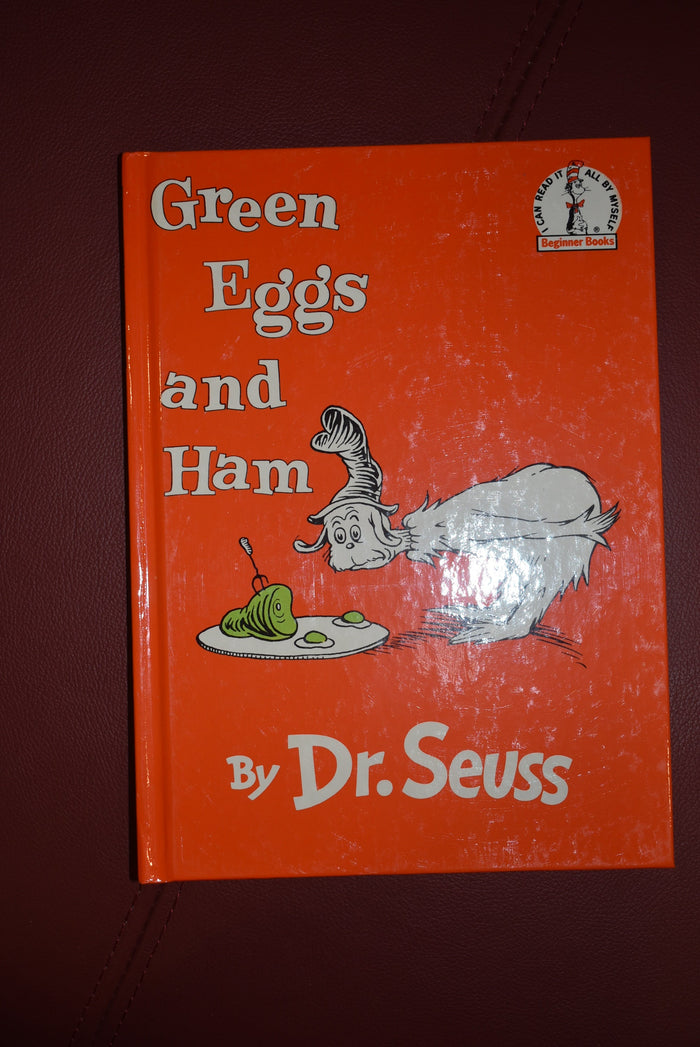 Green
Eggs
and
Ham
I CAN READ IT ALL BY MYSELF
®
Beginner Books
By Dr. Seuss